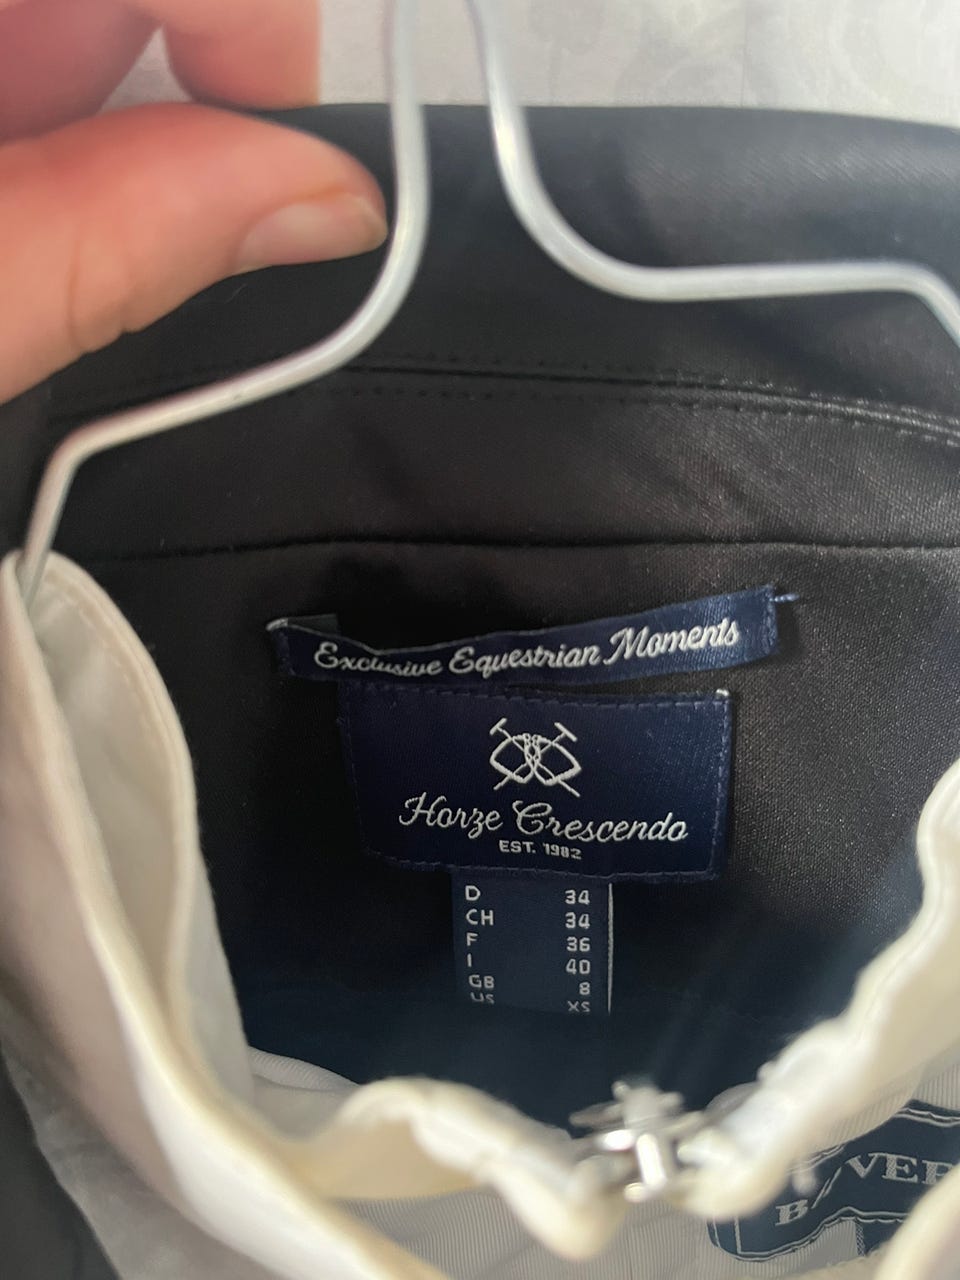 Exclusive Equestrian Moments
Horze Crescendo
EST. 1982
D 34
CH 34
F 36
I 40
GB 8
US XS